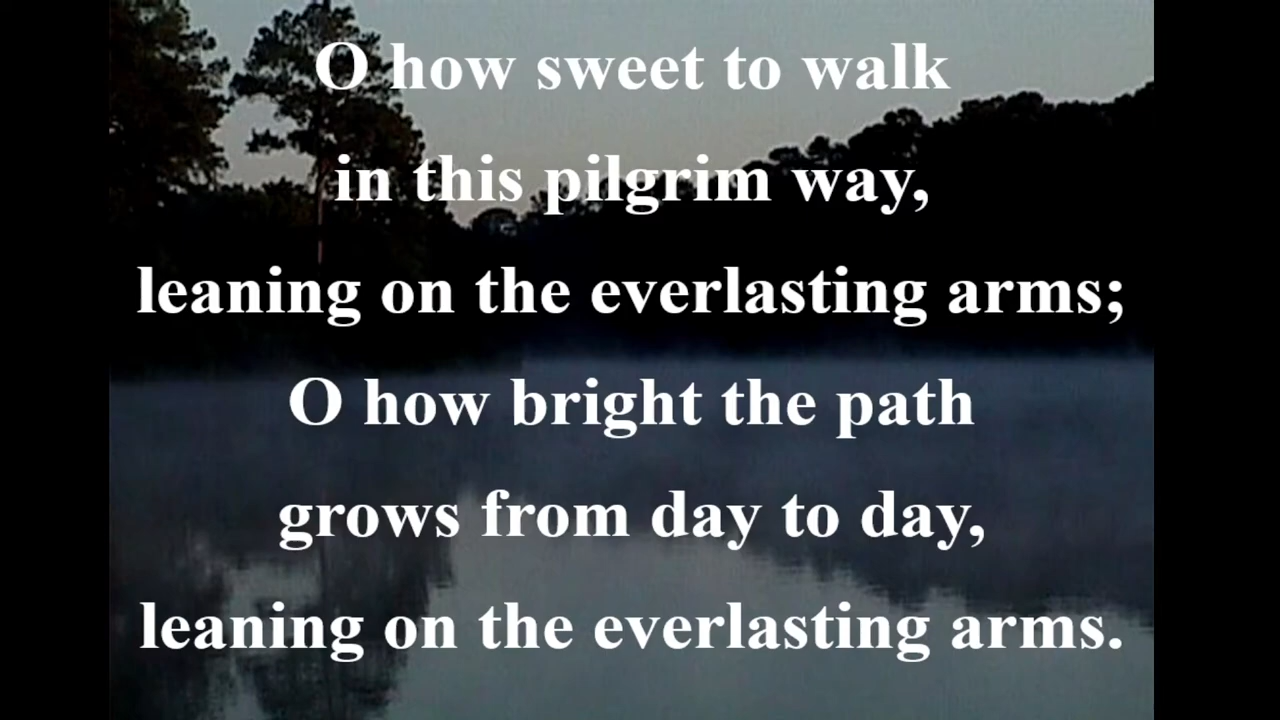 O how sweet to walk
in this pilgrim way,
leaning on the everlasting arms;
O how bright the path
grows from day to day,
leaning on the everlasting arms.